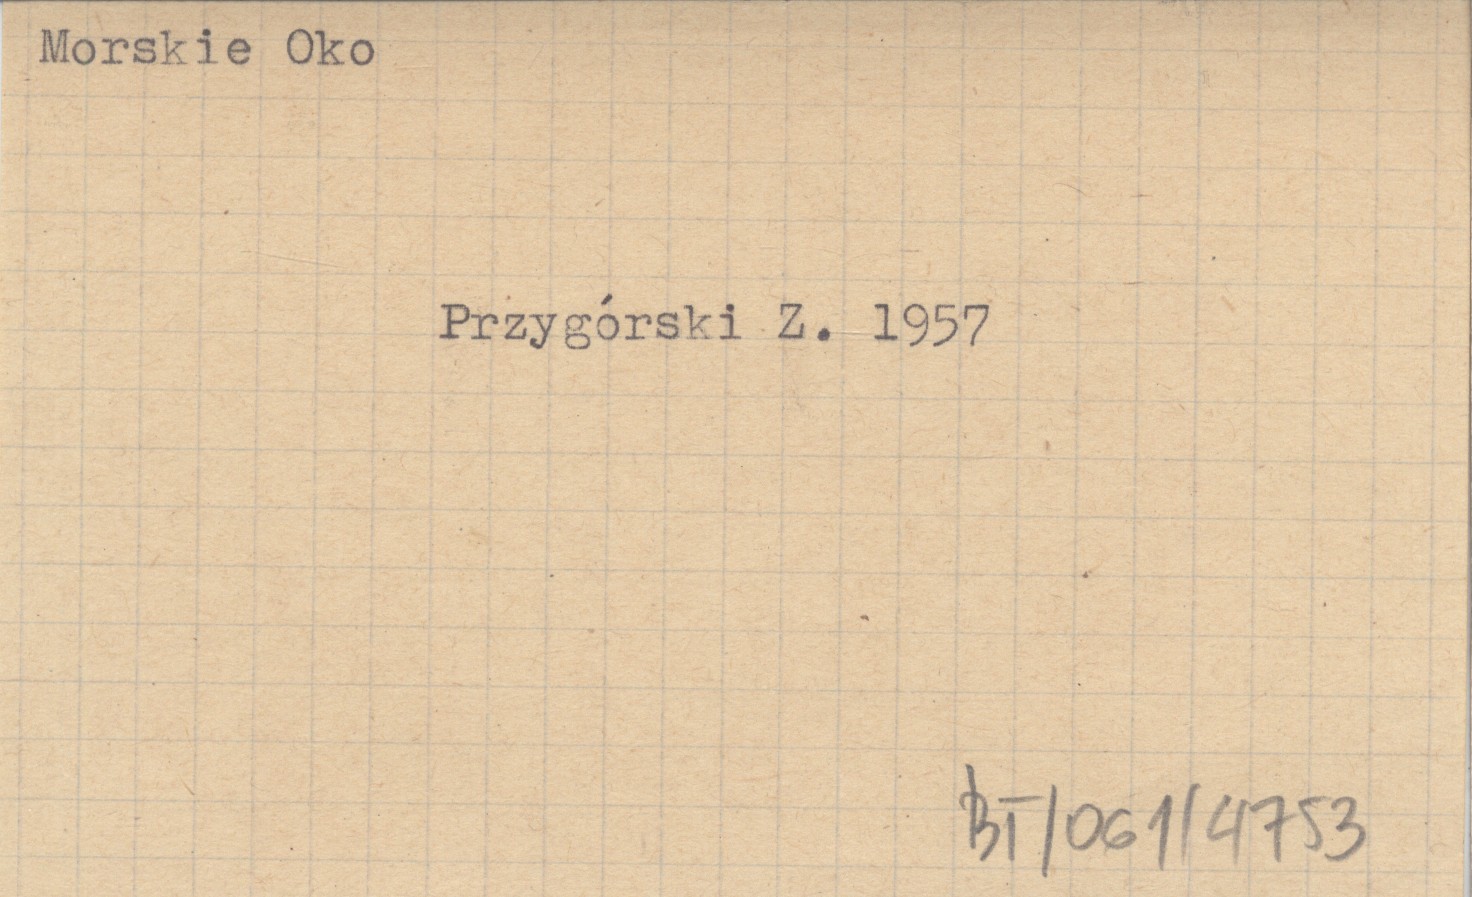 Morskie Oko
Przygórski Z. 1957
BT/061/4753